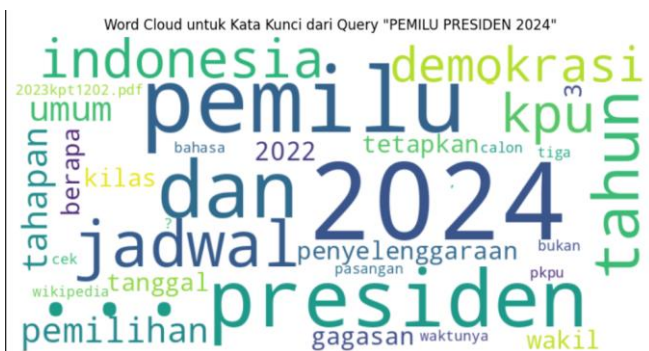 Word Cloud untuk Kata Kunci dari Query "PEMILU PRESIDEN 2024"
indonesia
demokrasi
2023kpt1202.pdf
pemilu
3
umum
kpu
tahun
bahasa
2022
tetapkan
calon
tiga
tahapan
berapa
kilas
dan
2024
?
jadwal
penyelenggaraan
bukan
cek
pasangan
pkpu
wikipedia
tanggal
presiden
...
pemilihan
gagasan
waktunya
wakil